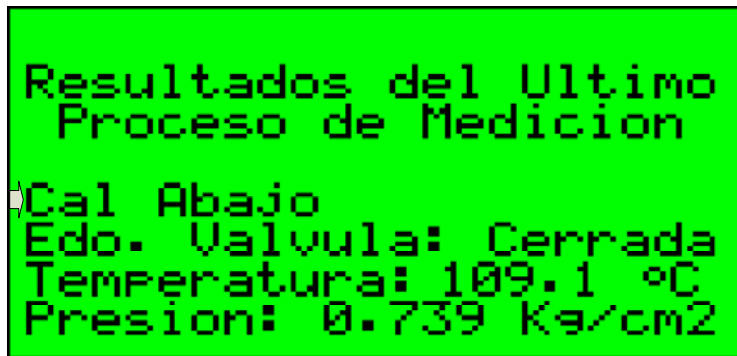 Resultados del Ultimo
Proceso de Medicion
Cal Abajo
Edo. Valvula: Cerrada
Temperatura: 109.1 ºC
Presion: 0.739 Kg/cm2